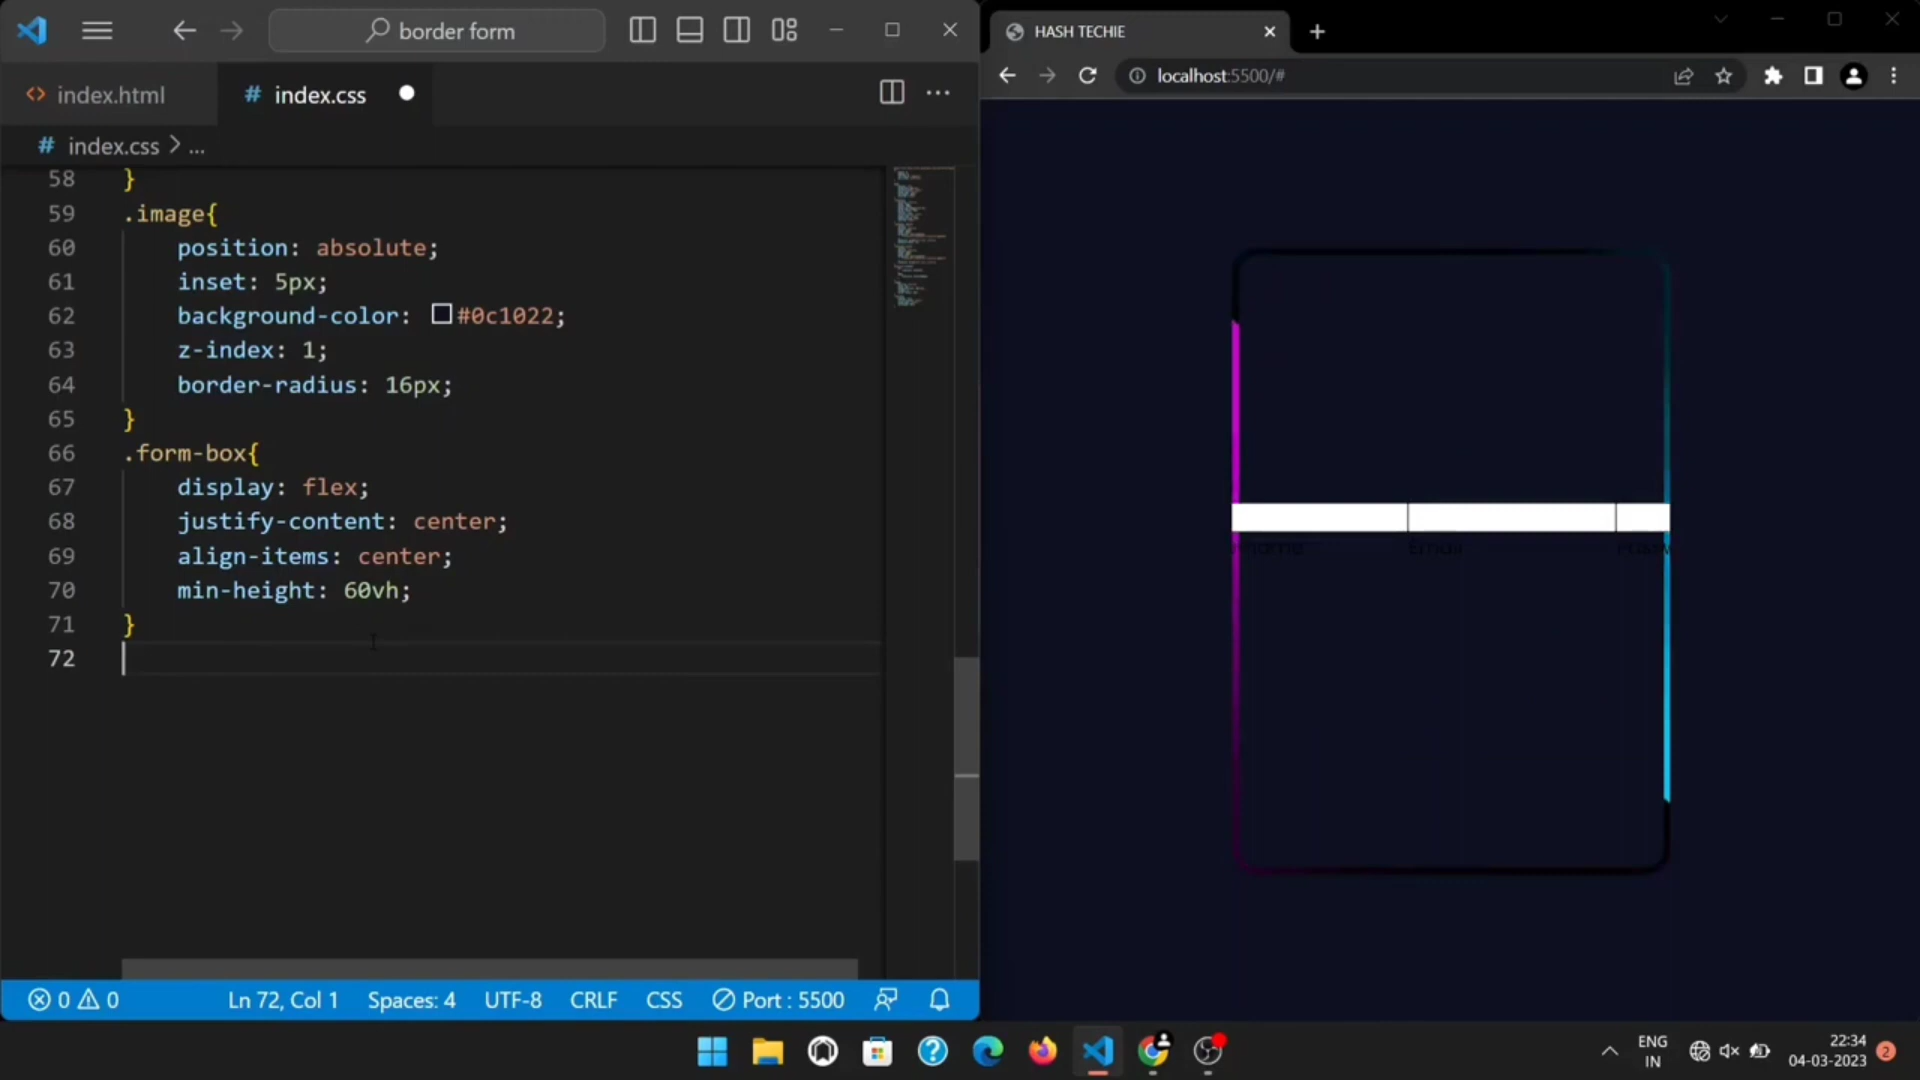 border form
index.html
# index.css
# index.css > ...
58 }
59 .image{
60 position: absolute;
61 inset: 5px;
62 background-color: #0c1022;
63 z-index: 1;
64 border-radius: 16px;
65 }
66 .form-box{
67 display: flex;
68 justify-content: center;
69 align-items: center;
70 min-height: 60vh;
71 }
72
0 0 Ln 72, Col 1 Spaces: 4 UTF-8 CRLF CSS Port : 5500
HASH TECHIE
localhost:5500/#
Email
ENG
IN
22:34
04-03-2023
2